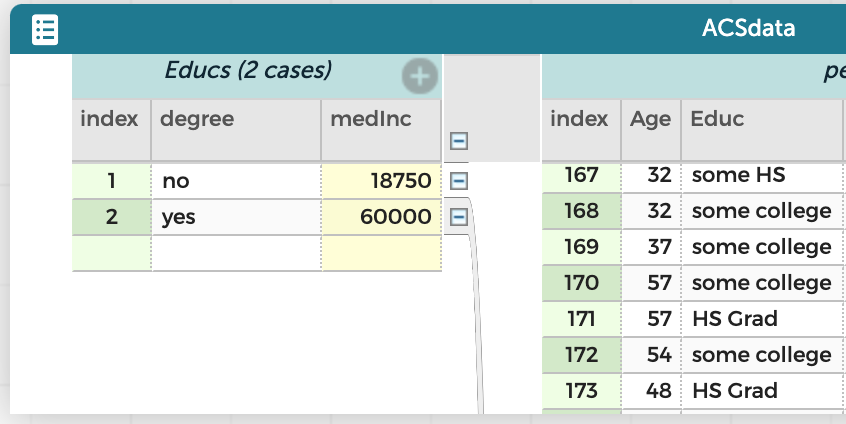 ACSdata
Educs (2 cases)
pe
index degree medInc
index Age Educ
1 no 18750
2 yes 60000
167 32 some HS
168 32 some college
169 37 some college
170 57 some college
171 57 HS Grad
172 54 some college
173 48 HS Grad